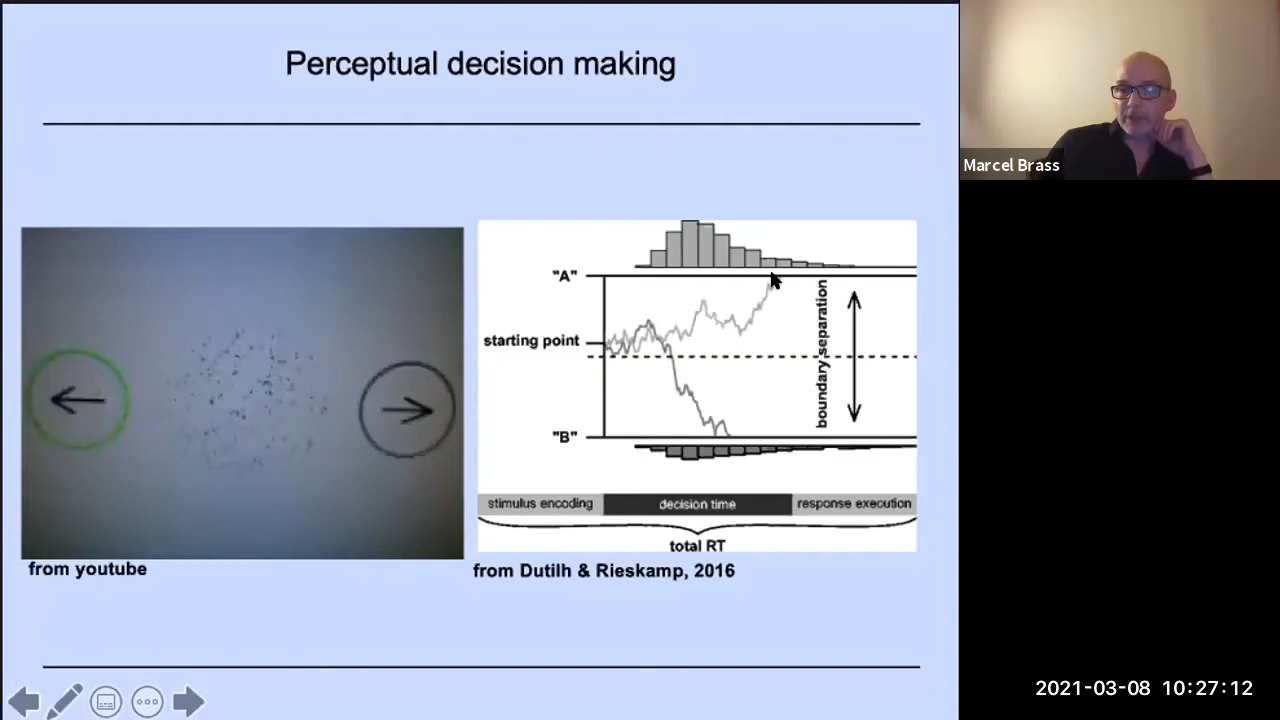 Perceptual decision making
Marcel Brass
"A"
starting point
boundary separation
"B"
stimulus encoding
decision time
response execution
total RT
from youtube
from Dutilh & Rieskamp, 2016
2021-03-08 10:27:12